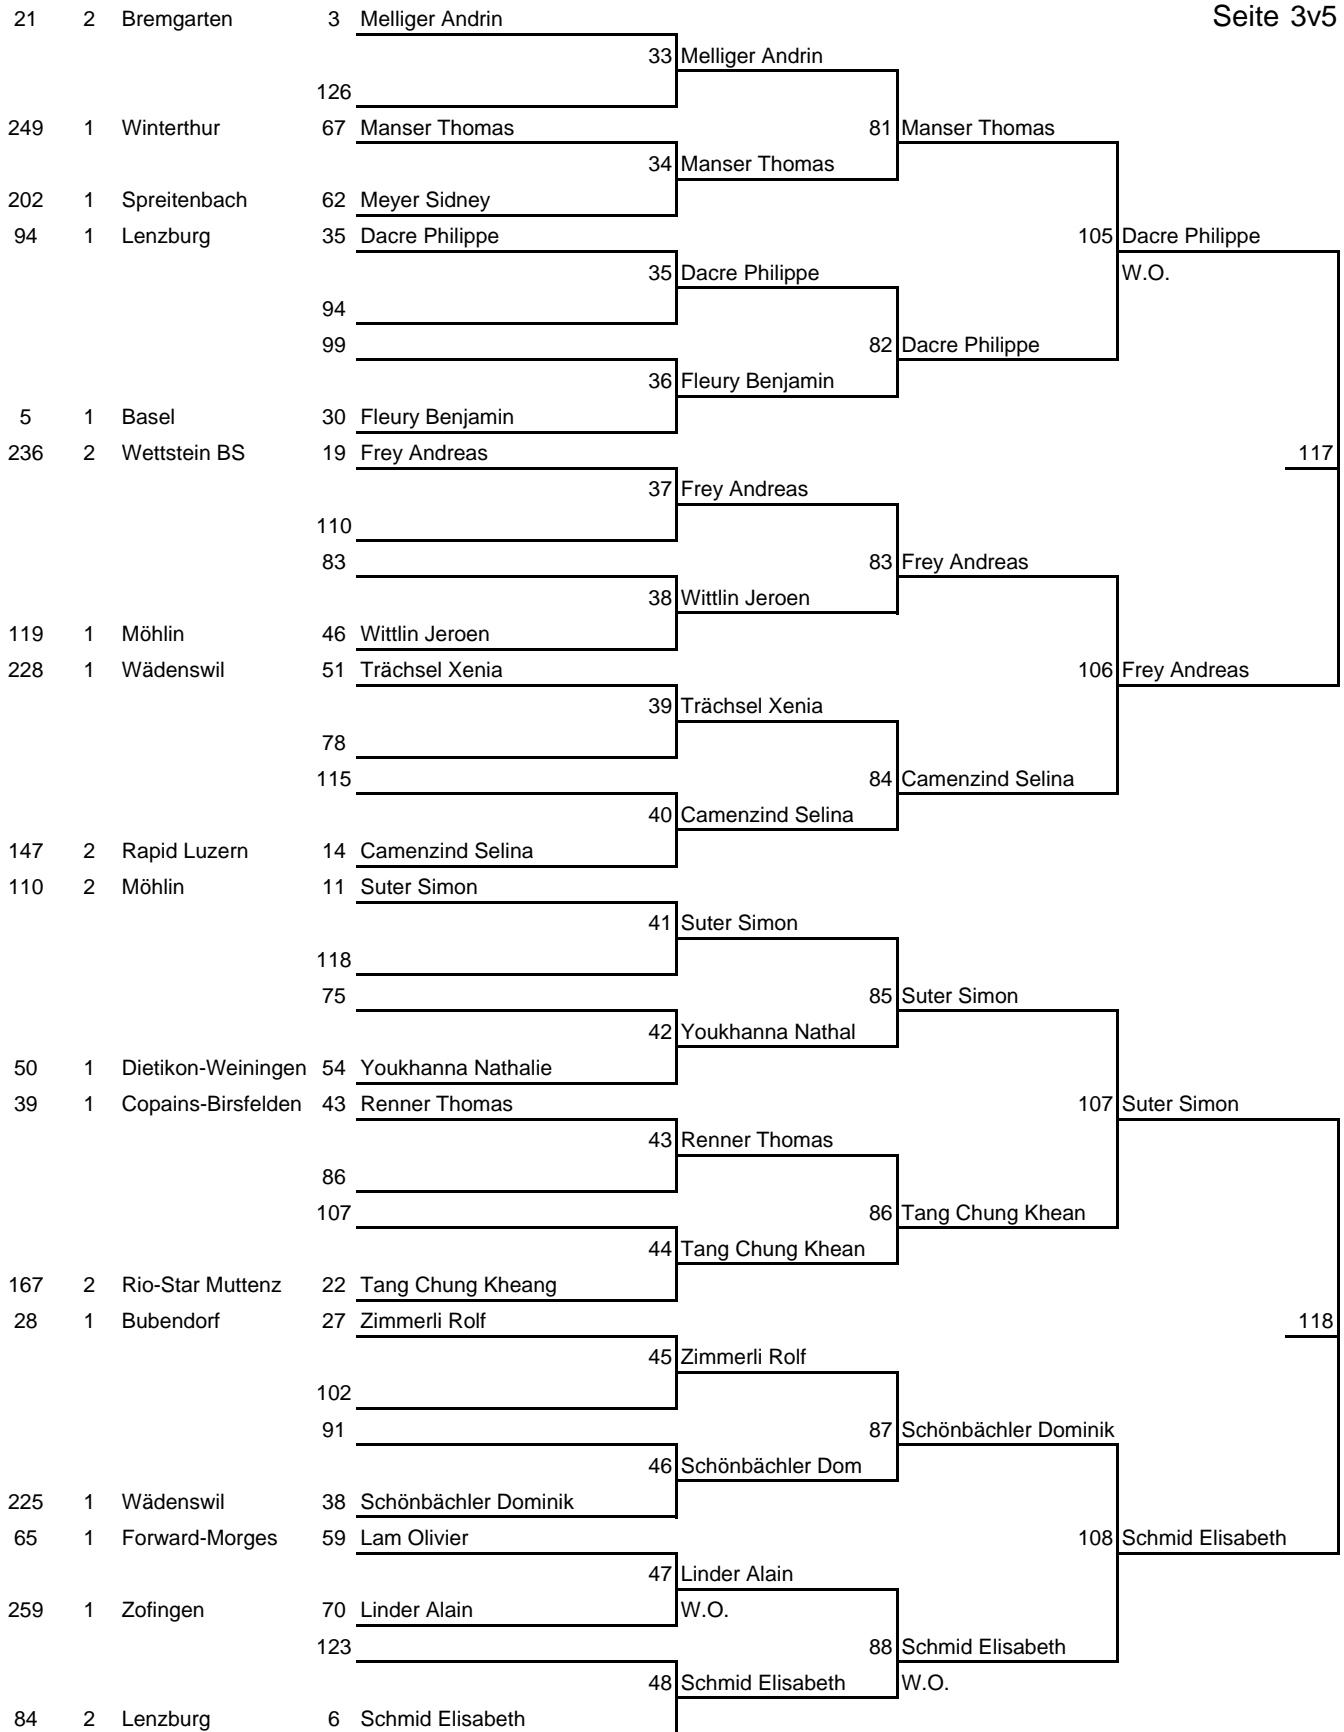 21 2 Bremgarten 3 Melliger Andrin Seite 3v5
33 Melliger Andrin
126
249 1 Winterthur 67 Manser Thomas 81 Manser Thomas
34 Manser Thomas
202 1 Spreitenbach 62 Meyer Sidney
94 1 Lenzburg 35 Dacre Philippe 105 Dacre Philippe
35 Dacre Philippe W.O.
94
99 82 Dacre Philippe
36 Fleury Benjamin
5 1 Basel 30 Fleury Benjamin
236 2 Wettstein BS 19 Frey Andreas 117
37 Frey Andreas
110
83 83 Frey Andreas
38 Wittlin Jeroen
119 1 Möhlin 46 Wittlin Jeroen
228 1 Wädenswil 51 Trächsel Xenia 106 Frey Andreas
39 Trächsel Xenia
78
115 84 Camenzind Selina
40 Camenzind Selina
147 2 Rapid Luzern 14 Camenzind Selina
110 2 Möhlin 11 Suter Simon
41 Suter Simon
118
75 85 Suter Simon
42 Youkhanna Nathal
50 1 Dietikon-Weiningen 54 Youkhanna Nathalie
39 1 Copains-Birsfelden 43 Renner Thomas 107 Suter Simon
43 Renner Thomas
86
107 86 Tang Chung Khean
44 Tang Chung Khean
167 2 Rio-Star Muttenz 22 Tang Chung Kheang
28 1 Bubendorf 27 Zimmerli Rolf 118
45 Zimmerli Rolf
102
91 87 Schönbächler Dominik
46 Schönbächler Dom
225 1 Wädenswil 38 Schönbächler Dominik
65 1 Forward-Morges 59 Lam Olivier 108 Schmid Elisabeth
47 Linder Alain
259 1 Zofingen 70 Linder Alain W.O.
123 88 Schmid Elisabeth
48 Schmid Elisabeth W.O.
84 2 Lenzburg 6 Schmid Elisabeth